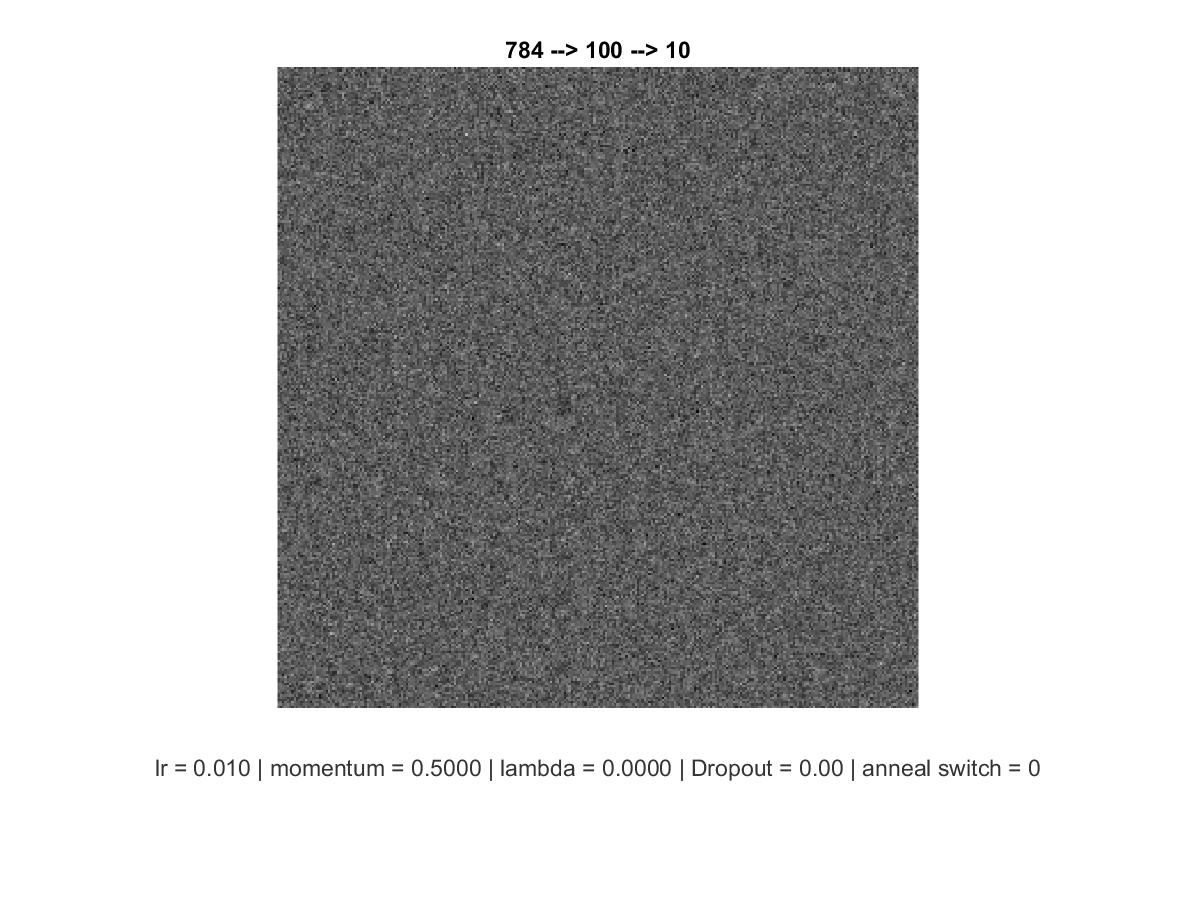 784 --> 100 --> 10
lr = 0.010 | momentum = 0.5000 | lambda = 0.0000 | Dropout = 0.00 | anneal switch = 0